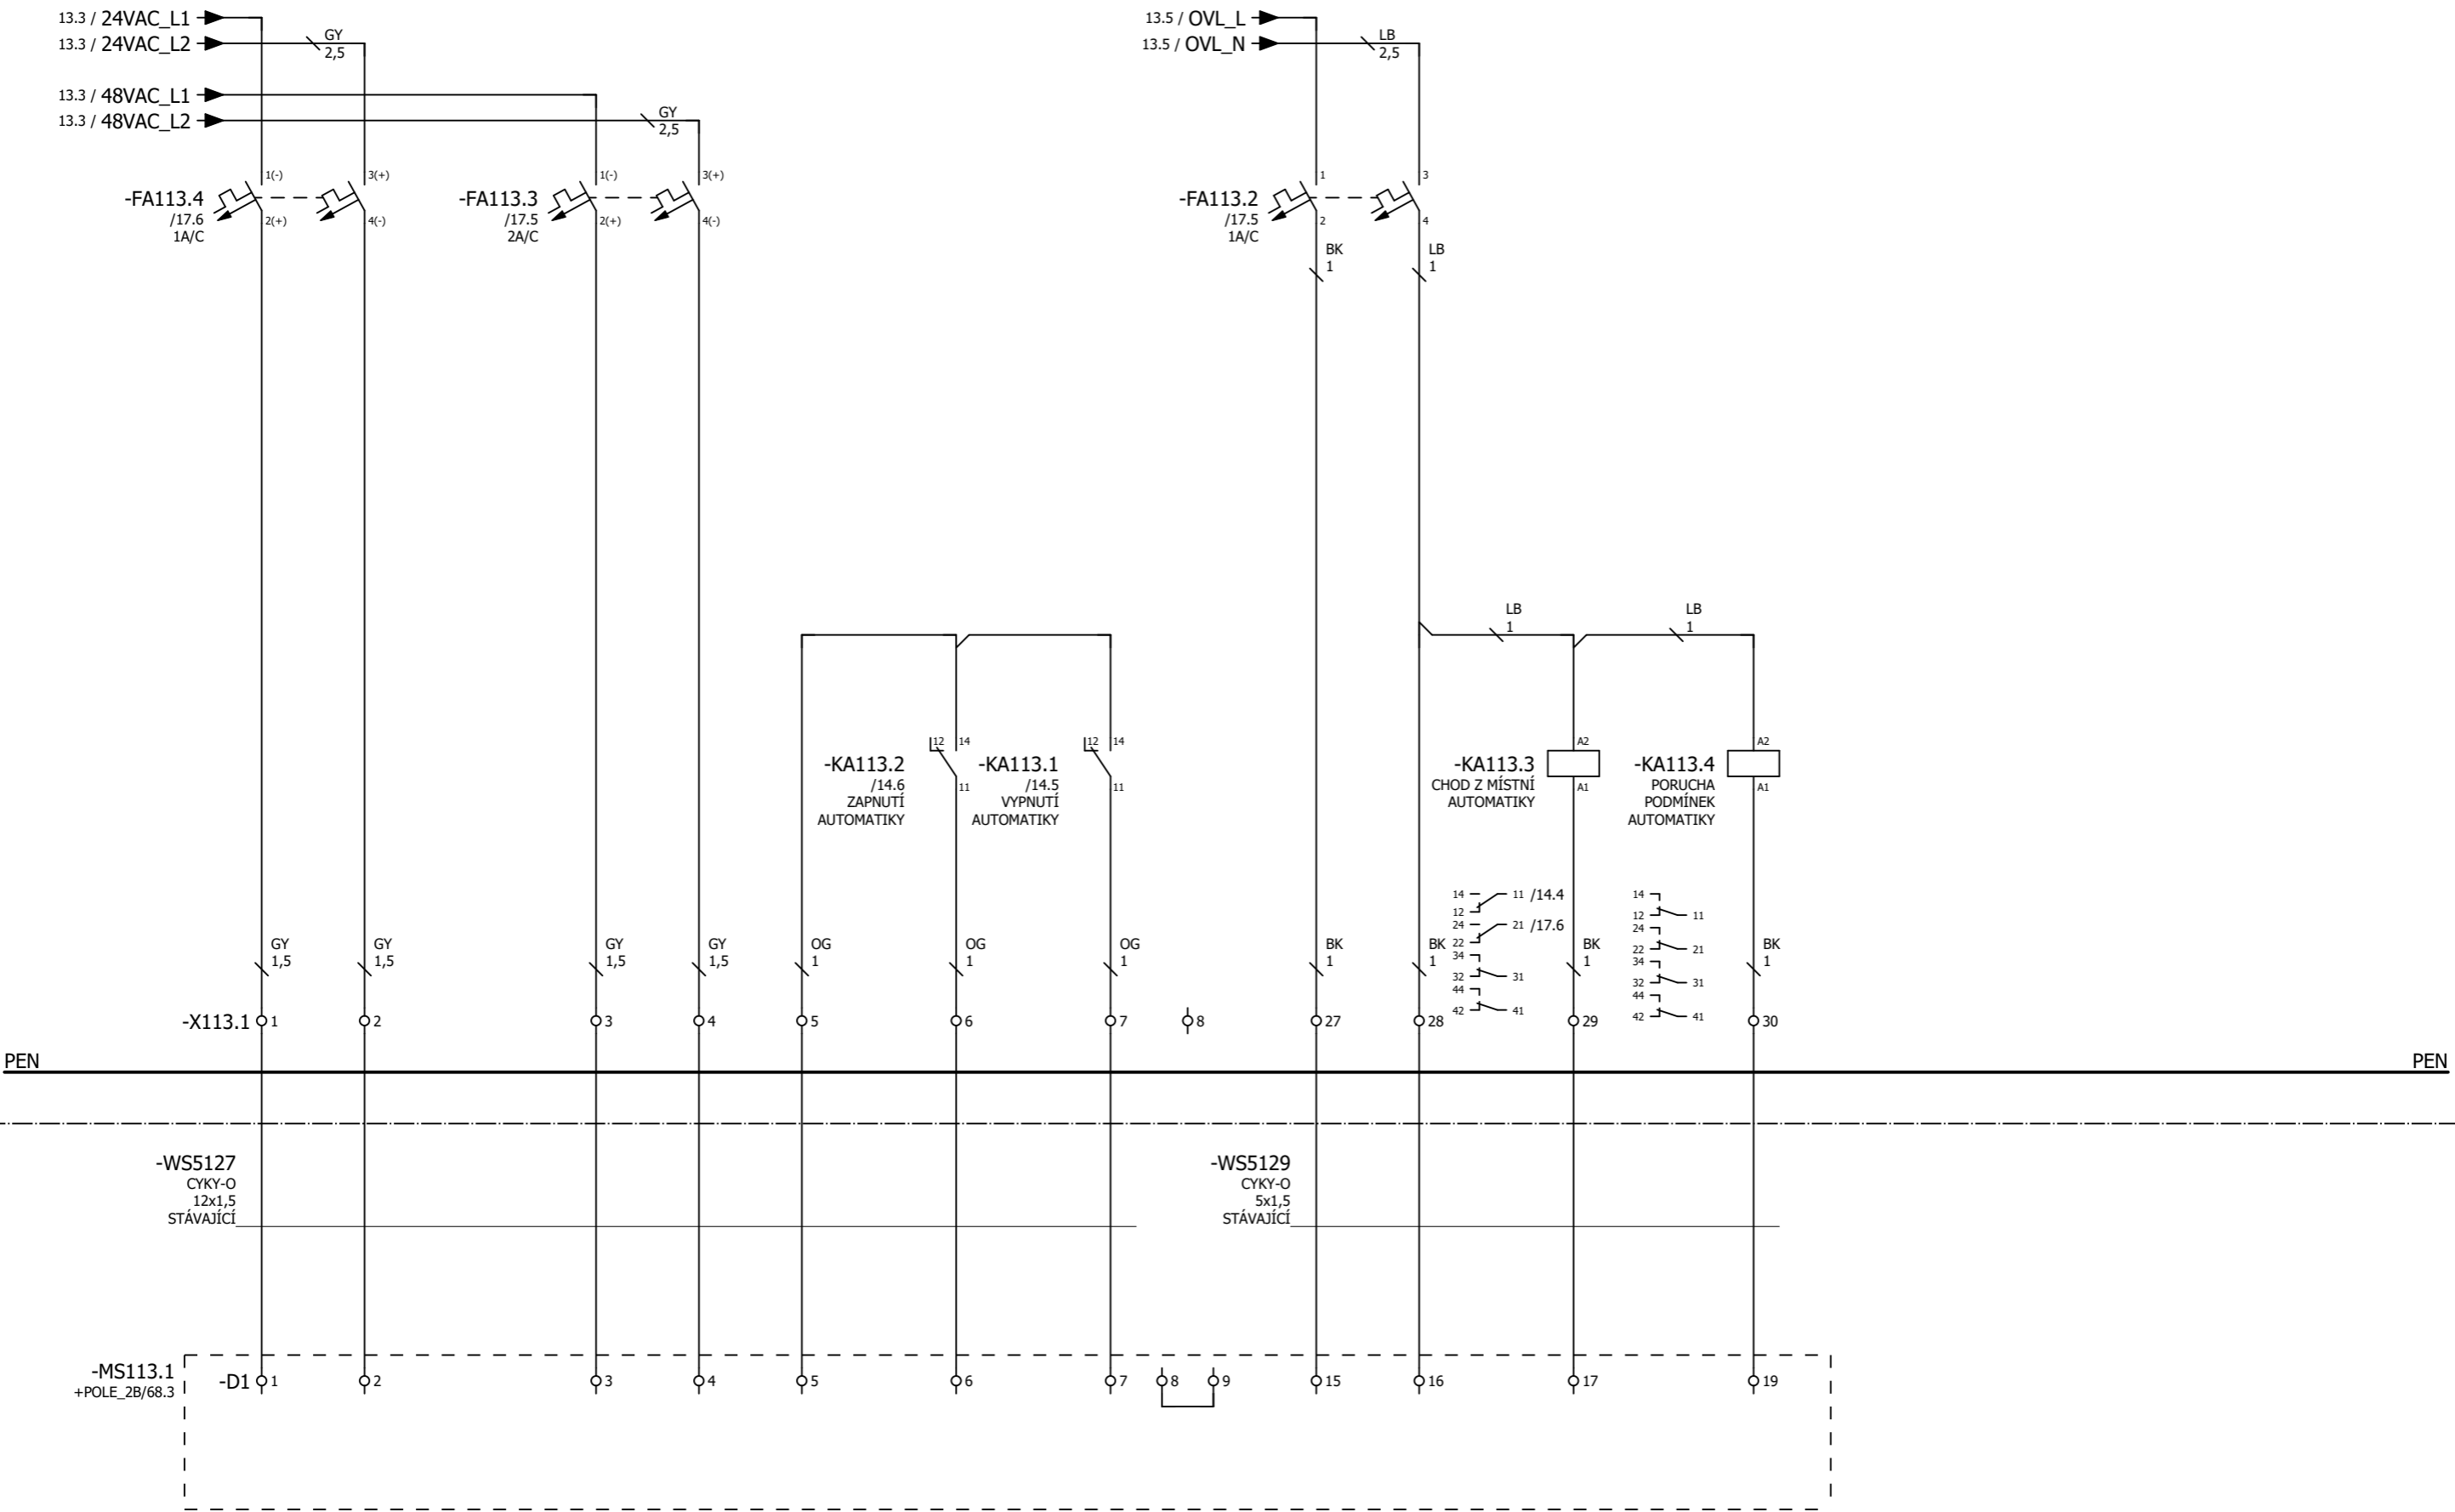 13.3 / 24VAC_L1
13.3 / 24VAC_L2
GY
2,5
13.3 / 48VAC_L1
13.3 / 48VAC_L2
GY
2,5
13.5 / OVL_L
13.5 / OVL_N
LB
2,5
-FA113.4
/17.6
1A/C
1(-)
2(+)
3(+)
4(-)
-FA113.3
/17.5
2A/C
1(-)
2(+)
3(+)
4(-)
-FA113.2
/17.5
1A/C
1
2
3
4
BK
1
LB
1
LB
1
LB
1
-KA113.2
/14.6
ZAPNUTÍ
AUTOMATIKY
12
14
11
-KA113.1
/14.5
VYPNUTÍ
AUTOMATIKY
12
14
11
-KA113.3
CHOD Z MÍSTNÍ
AUTOMATIKY
A2
A1
-KA113.4
PORUCHA
PODMÍNEK
AUTOMATIKY
A2
A1
14
11 /14.4
12
24
21 /17.6
22
34
32
31
44
42
41
14
12
11
24
22
21
34
32
31
44
42
41
GY
1,5
GY
1,5
GY
1,5
GY
1,5
OG
1
OG
1
OG
1
BK
1
BK
1
BK
1
BK
1
-X113.1
1
2
3
4
5
6
7
8
27
28
29
30
PEN
PEN
-WS5127
CYKY-O
12x1,5
STÁVAJÍCÍ
-WS5129
CYKY-O
5x1,5
STÁVAJÍCÍ
-MS113.1
+POLE_2B/68.3
-D1
1
2
3
4
5
6
7
8
9
15
16
17
19